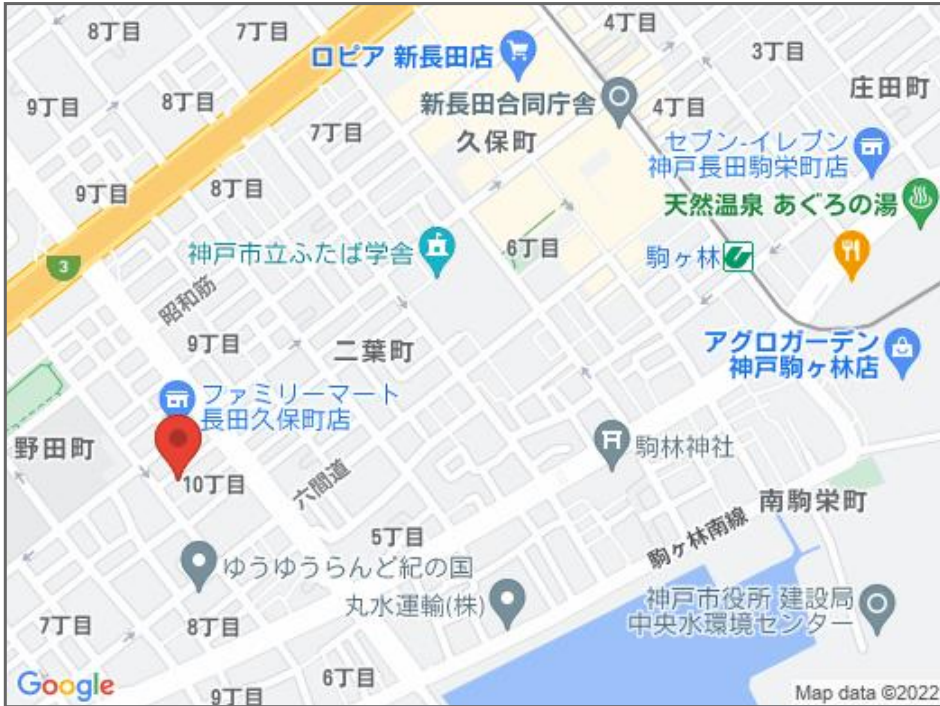 8丁目
7丁目
4丁目
ロピア 新長田店
3丁目
庄田町
9丁目
8丁目
新長田合同庁舎
4丁目
7丁目
久保町
セブン-イレブン
神戸長田駒栄町店
9丁目
8丁目
天然温泉 あぐろの湯
神戸市立ふたば学舎
6丁目
駒ヶ林
3
昭和筋
9丁目
二葉町
アグロガーデン
神戸駒ヶ林店
ファミリーマート
長田久保町店
野田町
駒林神社
10丁目
六間道
南駒栄町
5丁目
駒ヶ林南線
ゆうゆうらんど紀の国
丸水運輸(株)
神戸市役所 建設局
中央水環境センター
7丁目
8丁目
6丁目
9丁目
Google
Map data ©2022